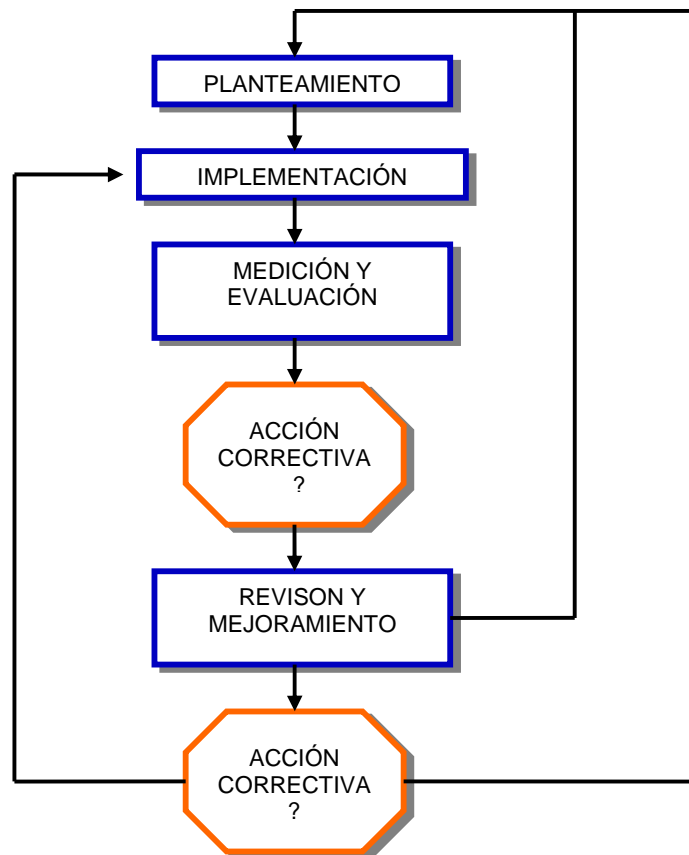 PLANTEAMIENTO
IMPLEMENTACIÓN
MEDICIÓN Y
EVALUACIÓN
ACCIÓN
CORRECTIVA
?
REVISON Y
MEJORAMIENTO
ACCIÓN
CORRECTIVA
?